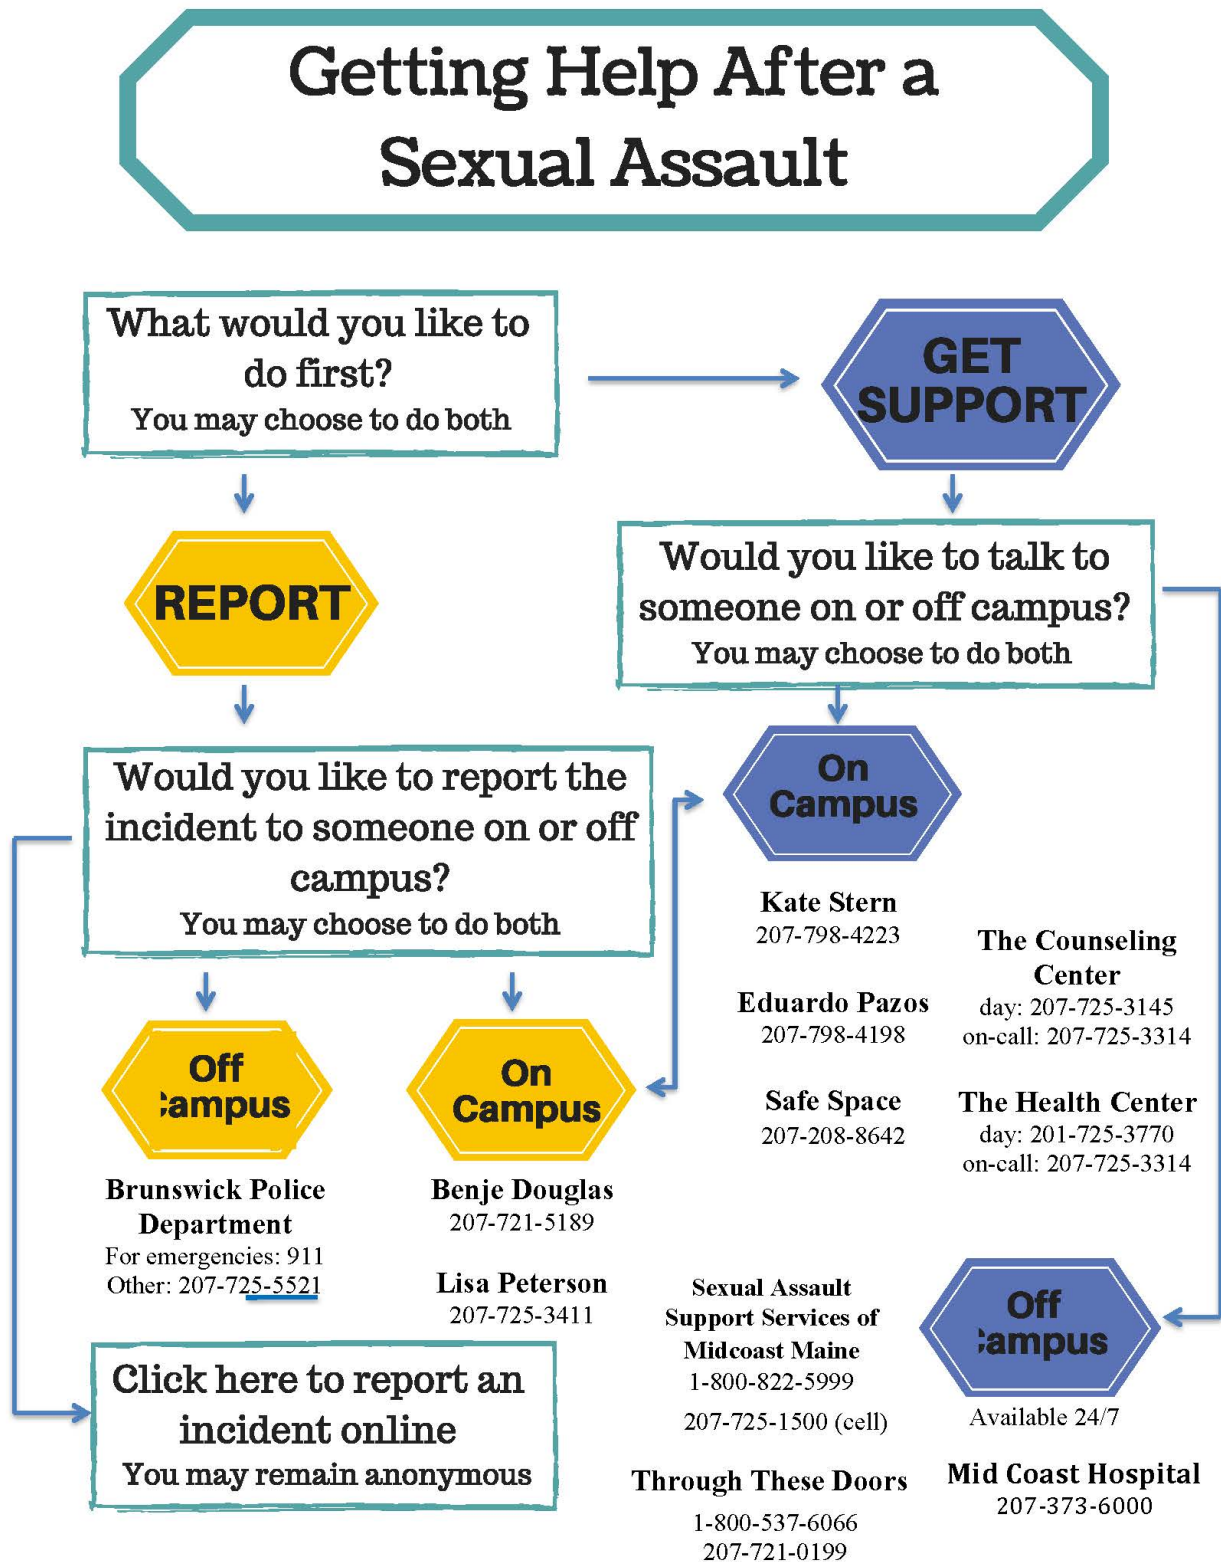 Getting Help After a
Sexual Assault
What would you like to
do first?
You may choose to do both
GET
SUPPORT
REPORT
Would you like to talk to
someone on or off campus?
You may choose to do both
Would you like to report the
incident to someone on or off
campus?
You may choose to do both
On
Campus
Kate Stern
207-798-4223
Eduardo Pazos
207-798-4198
Safe Space
207-208-8642
The Counseling
Center
day: 207-725-3145
on-call: 207-725-3314
The Health Center
day: 201-725-3770
on-call: 207-725-3314
Off
ampus
Brunswick Police
Department
For emergencies: 911
Other: 207-725-5521
On
Campus
Benje Douglas
207-721-5189
Lisa Peterson
207-725-3411
Click here to report an
incident online
You may remain anonymous
Off
ampus
Available 24/7
Sexual Assault
Support Services of
Midcoast Maine
1-800-822-5999
207-725-1500 (cell)
Through These Doors
1-800-537-6066
207-721-0199
Mid Coast Hospital
207-373-6000